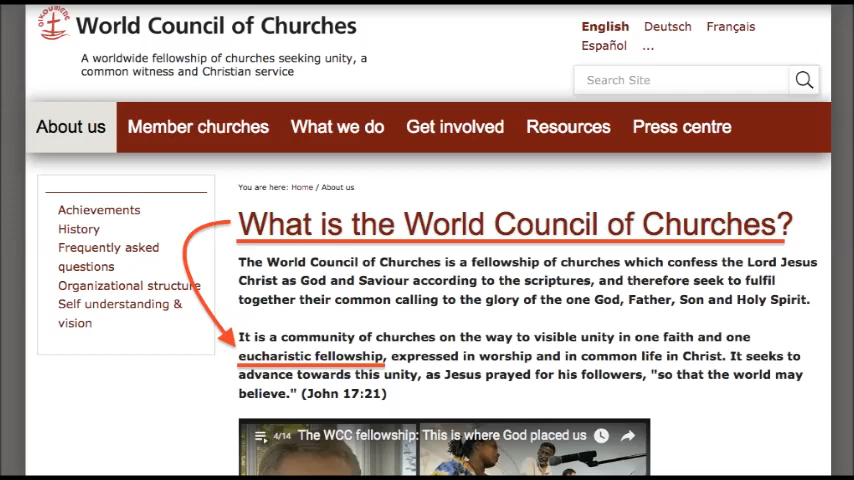 OIKOUMENE
World Council of Churches
A worldwide fellowship of churches seeking unity, a
common witness and Christian service
English Deutsch Français
Español ...
Search Site
About us Member churches What we do Get involved Resources Press centre
Achievements
History
Frequently asked
questions
Organizational structure
Self understanding &
vision
You are here: Home / About us
What is the World Council of Churches?
The World Council of Churches is a fellowship of churches which confess the Lord Jesus
Christ as God and Saviour according to the scriptures, and therefore seek to fulfil
together their common calling to the glory of the one God, Father, Son and Holy Spirit.
It is a community of churches on the way to visible unity in one faith and one
eucharistic fellowship, expressed in worship and in common life in Christ. It seeks to
advance towards this unity, as Jesus prayed for his followers, "so that the world may
believe." (John 17:21)
4/14 The WCC fellowship: This is where God placed us